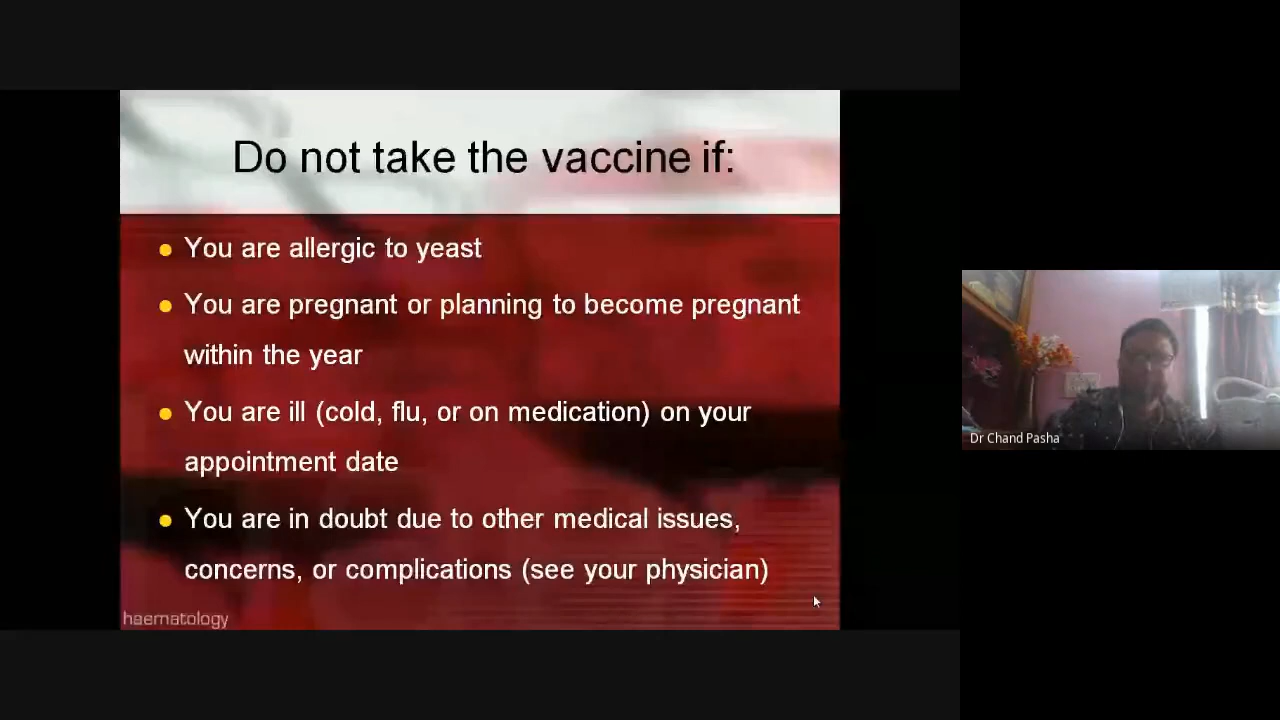 Do not take the vaccine if:
You are allergic to yeast
You are pregnant or planning to become pregnant
within the year
You are ill (cold, flu, or on medication) on your
appointment date
You are in doubt due to other medical issues,
concerns, or complications (see your physician)
haematology
Dr Chand Pasha